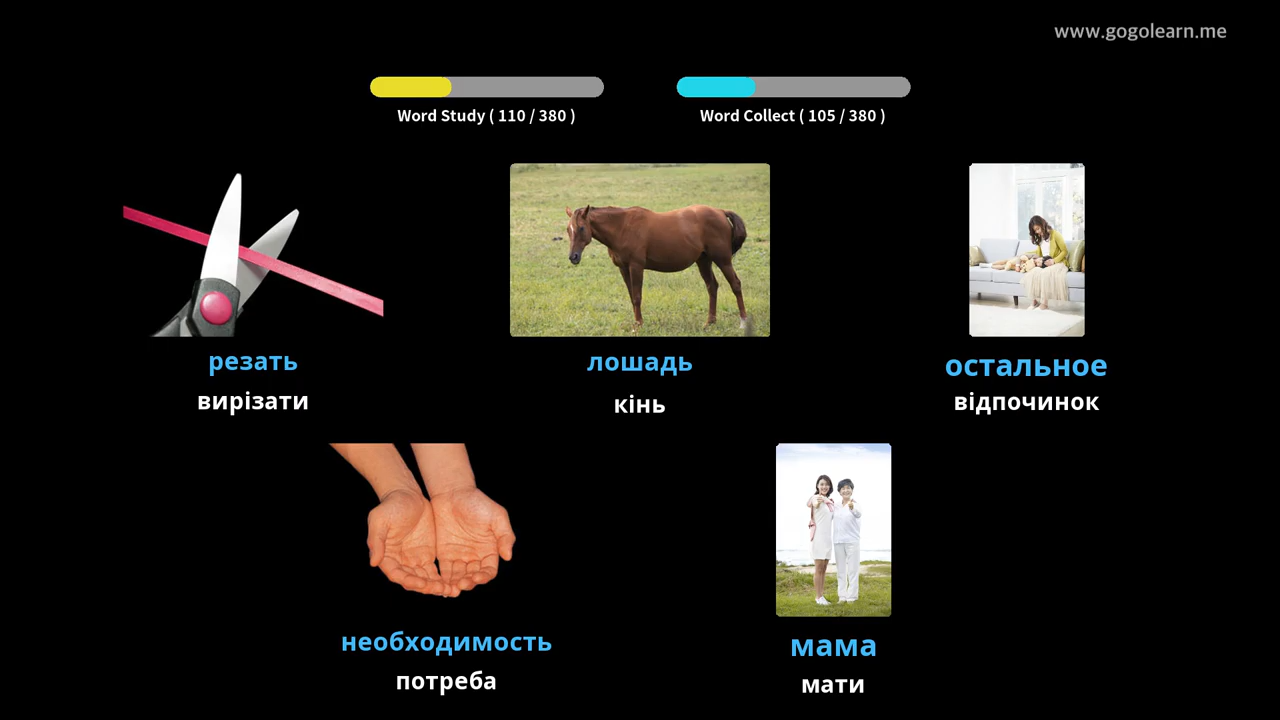 www.gogolearn.me
Word Study ( 110 / 380 )
Word Collect ( 105 / 380 )
резать
вирізати
лошадь
кінь
остальное
відпочинок
необходимость
потреба
мама
мати